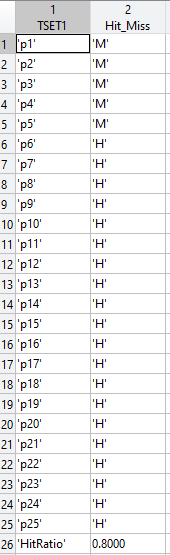 1 2
TSET1 Hit_Miss
1 'p1' 'M'
2 'p2' 'M'
3 'p3' 'M'
4 'p4' 'M'
5 'p5' 'M'
6 'p6' 'H'
7 'p7' 'H'
8 'p8' 'H'
9 'p9' 'H'
10 'p10' 'H'
11 'p11' 'H'
12 'p12' 'H'
13 'p13' 'H'
14 'p14' 'H'
15 'p15' 'H'
16 'p16' 'H'
17 'p17' 'H'
18 'p18' 'H'
19 'p19' 'H'
20 'p20' 'H'
21 'p21' 'H'
22 'p22' 'H'
23 'p23' 'H'
24 'p24' 'H'
25 'p25' 'H'
26 'HitRatio' 0.8000